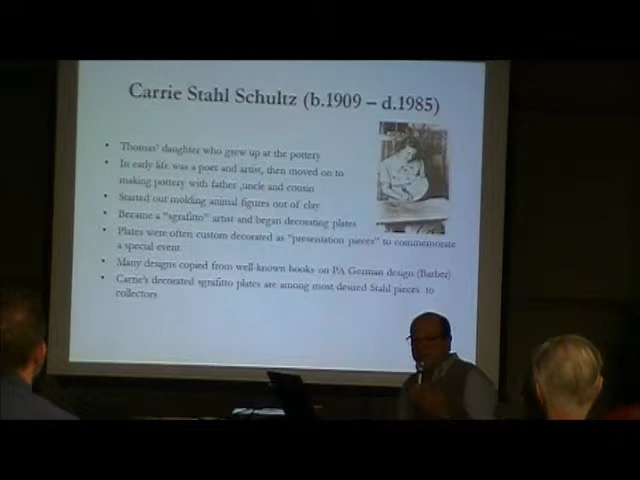 Carrie Stahl Schultz (b.1909 – d.1985)
• Thomas' daughter who grew up at the pottery
• In early life was a poet and artist, then moved on to
making pottery with father ,uncle and cousin
• Started out molding animal figures out of clay
• Became a "sgrafitto" artist and began decorating plates
• Plates were often custom decorated as "presentation pieces" to commemorate
a special event.
• Many designs copied from well-known books on PA German design (Barber)
• Carrie's decorated sgrafitto plates are among most desired Stahl pieces to
collectors